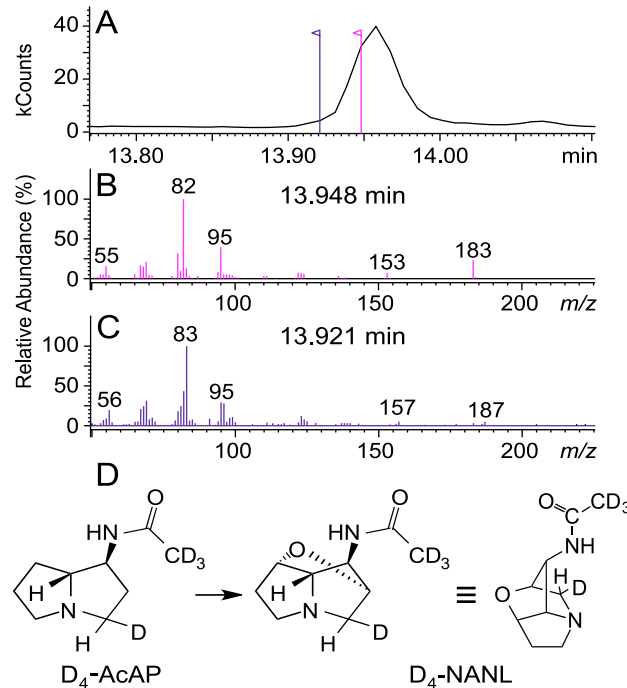 A
40
20
0
kCounts
13.80 13.90 14.00 min
Relative Abundance (%)
B
13.948 min
100
50
0
55 82 95 153 183
100 150 200 m/z
C
13.921 min
100
50
0
56 83 95 157 187
100 150 200 m/z
D
O
HN
CD3
H
N
H
D
D4-AcAP
O
HN
O
CD3
H
N
H
D
≡
O
C
CD3
NH
H
D
O
N
D4-NANL